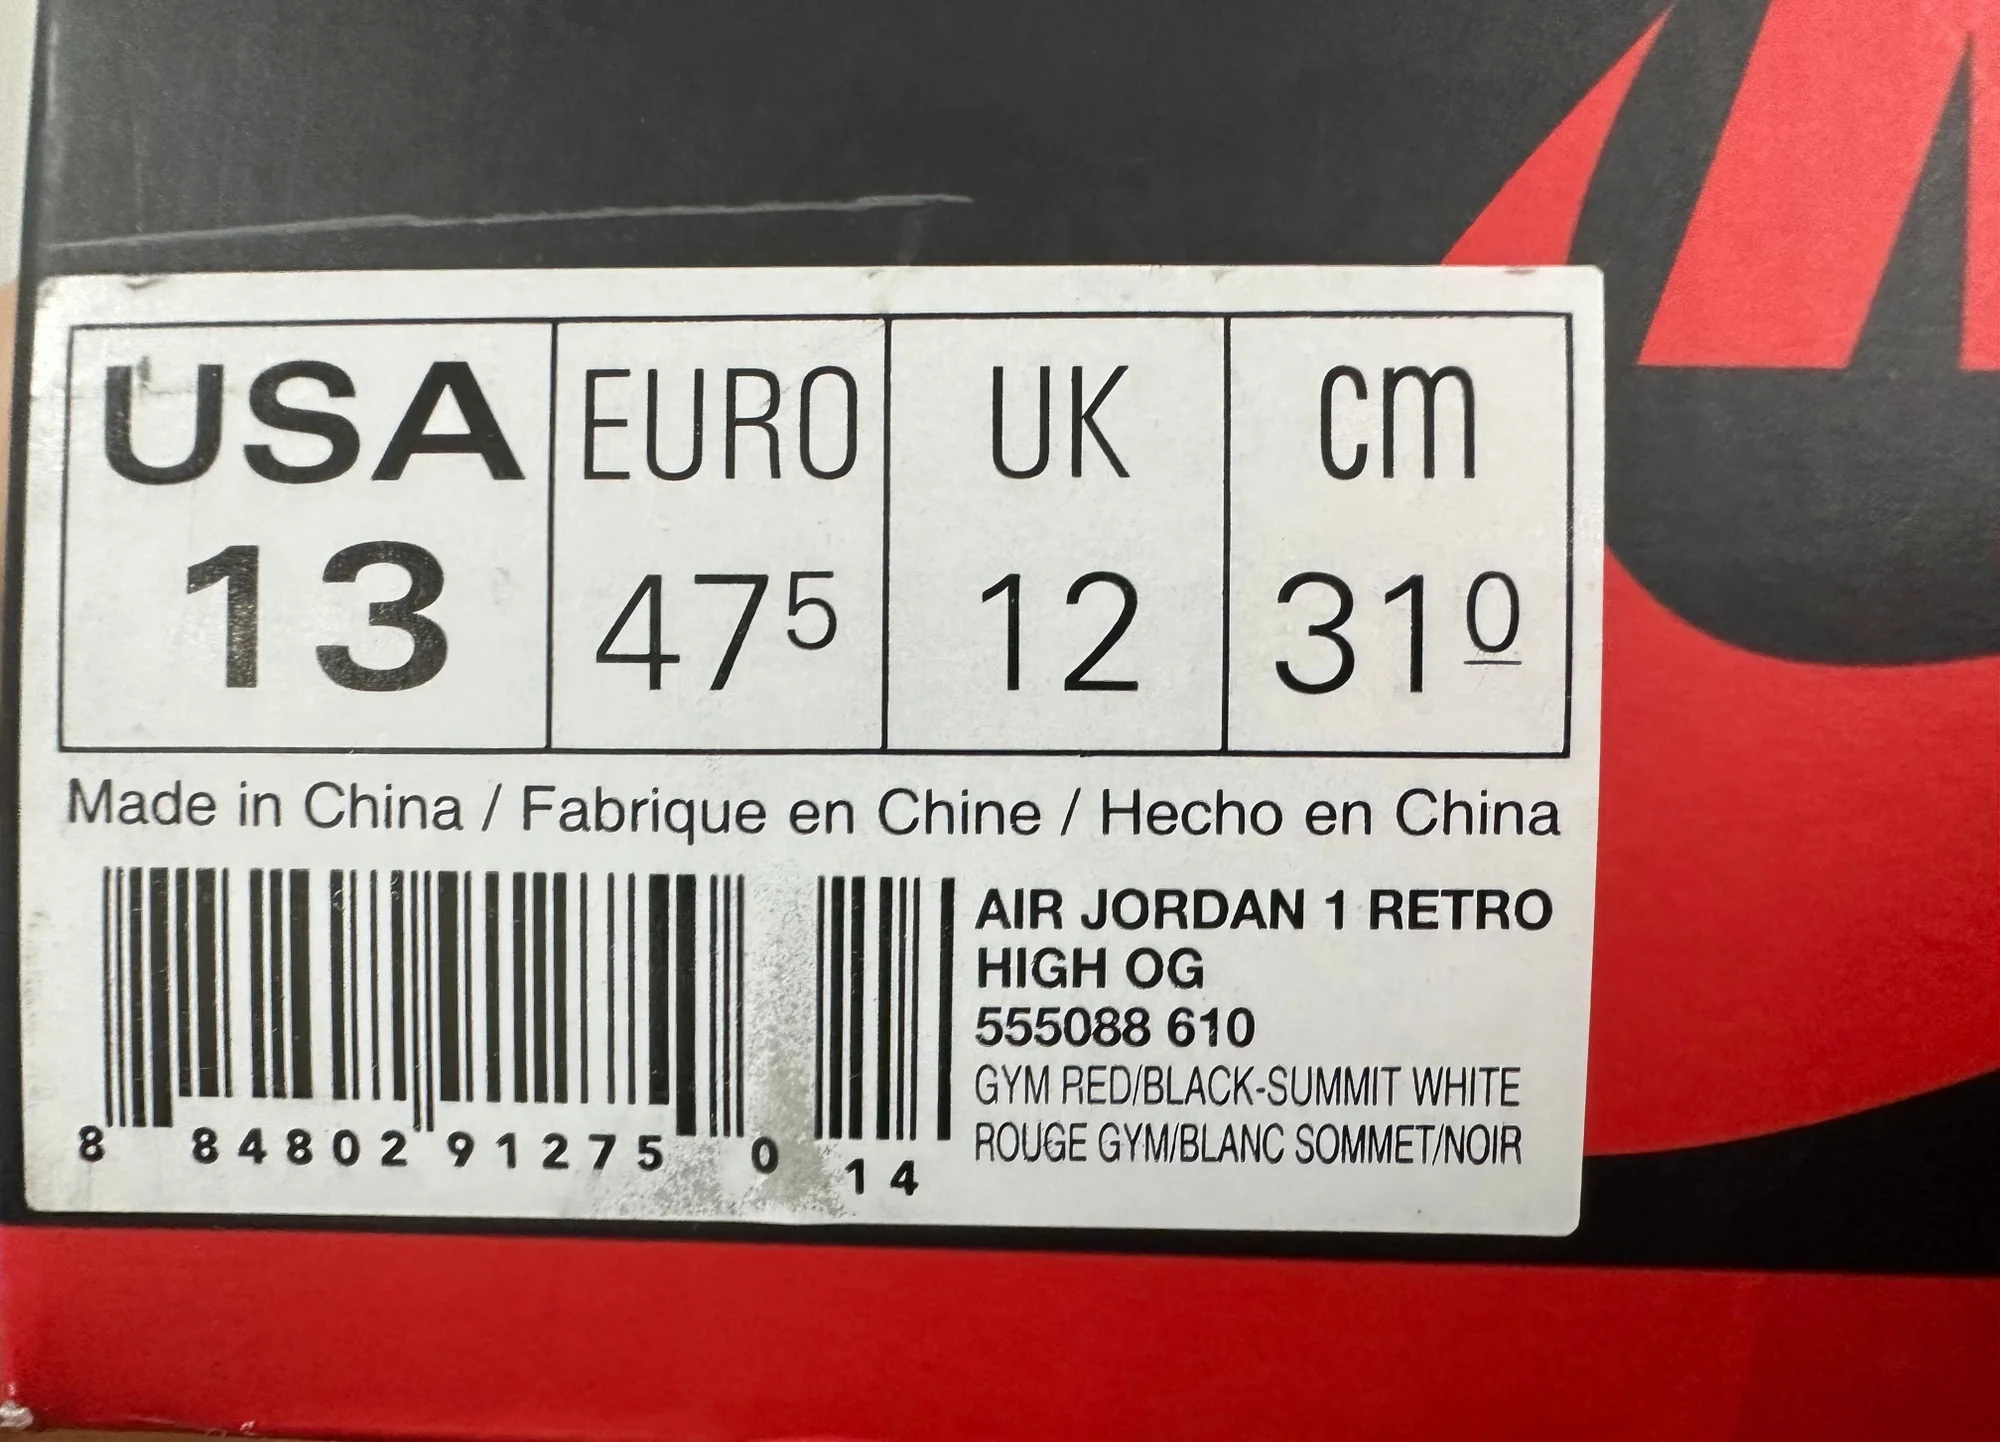 USA EURO UK cm
13 47⁵ 12 31⁰
Made in China / Fabrique en Chine / Hecho en China
AIR JORDAN 1 RETRO
HIGH OG
555088 610
GYM RED/BLACK-SUMMIT WHITE
ROUGE GYM/BLANC SOMMET/NOIR
8 84802 91275 0 14